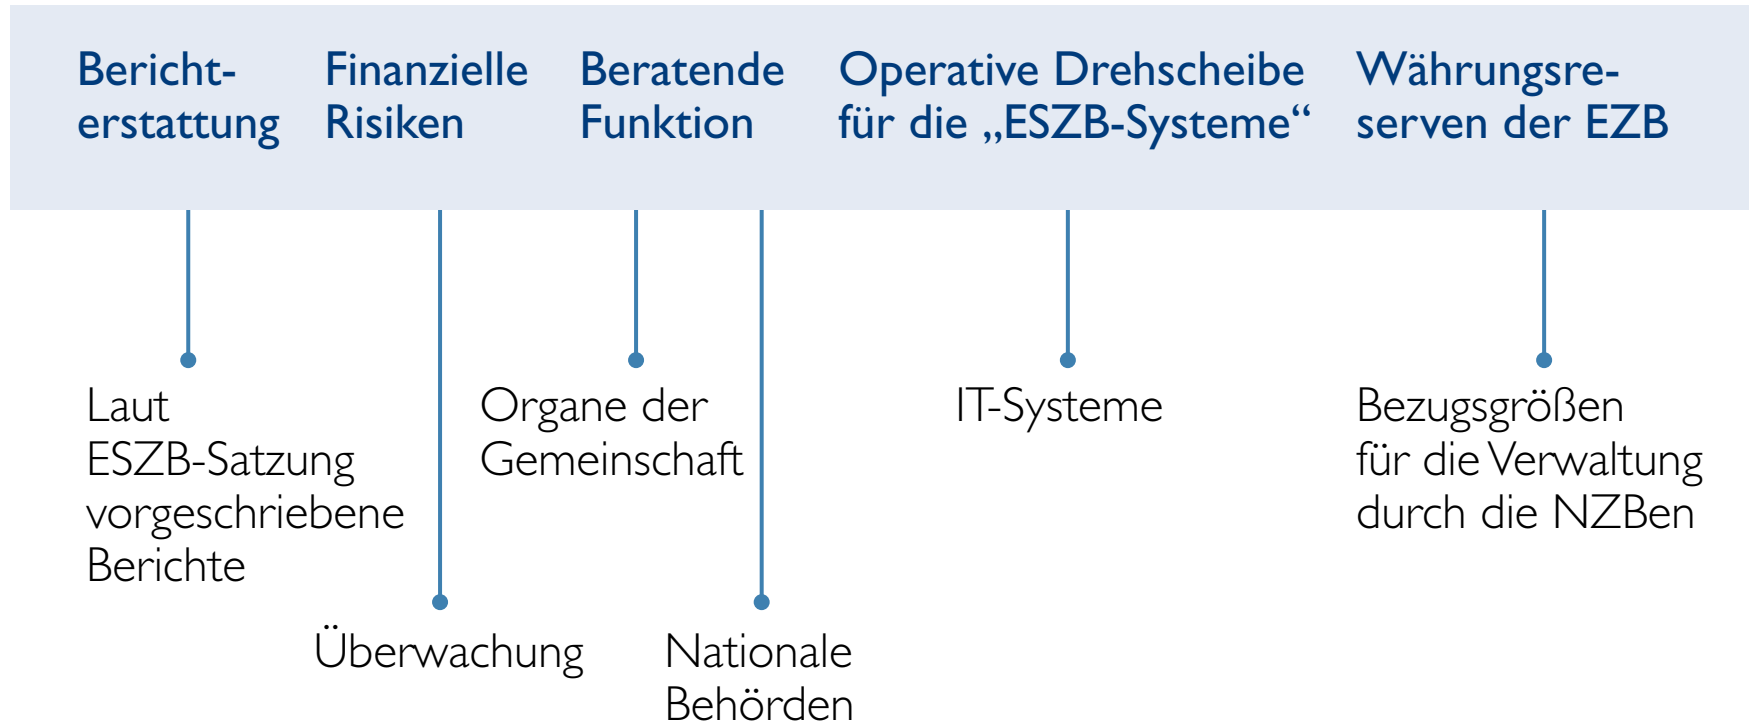 Bericht-
erstattung
Finanzielle
Risiken
Beratende
Funktion
Operative Drehscheibe
für die „ESZB-Systeme“
Währungsre-
serven der EZB
Laut
ESZB-Satzung
vorgeschriebene
Berichte
Überwachung
Organe der
Gemeinschaft
Nationale
Behörden
IT-Systeme
Bezugsgrößen
für die Verwaltung
durch die NZBen